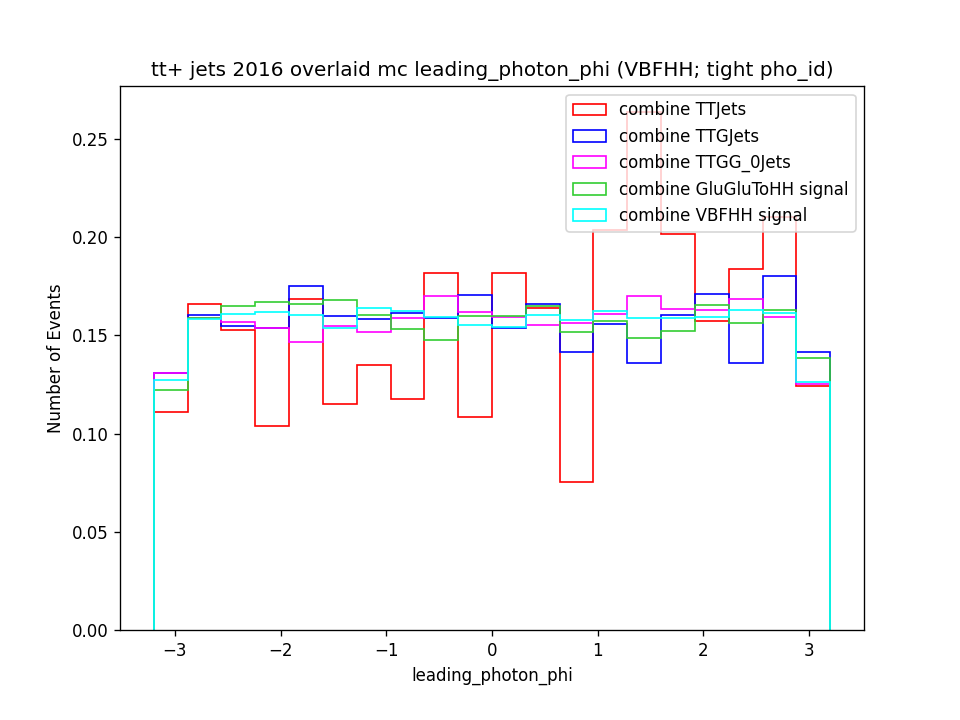 tt+ jets 2016 overlaid mc leading_photon_phi (VBFHH; tight pho_id)
combine TTJets
combine TTGJets
combine TTGG_0Jets
combine GluGluToHH signal
combine VBFHH signal
Number of Events
0.25
0.20
0.15
0.10
0.05
0.00
−3 −2 −1 0 1 2 3
leading_photon_phi